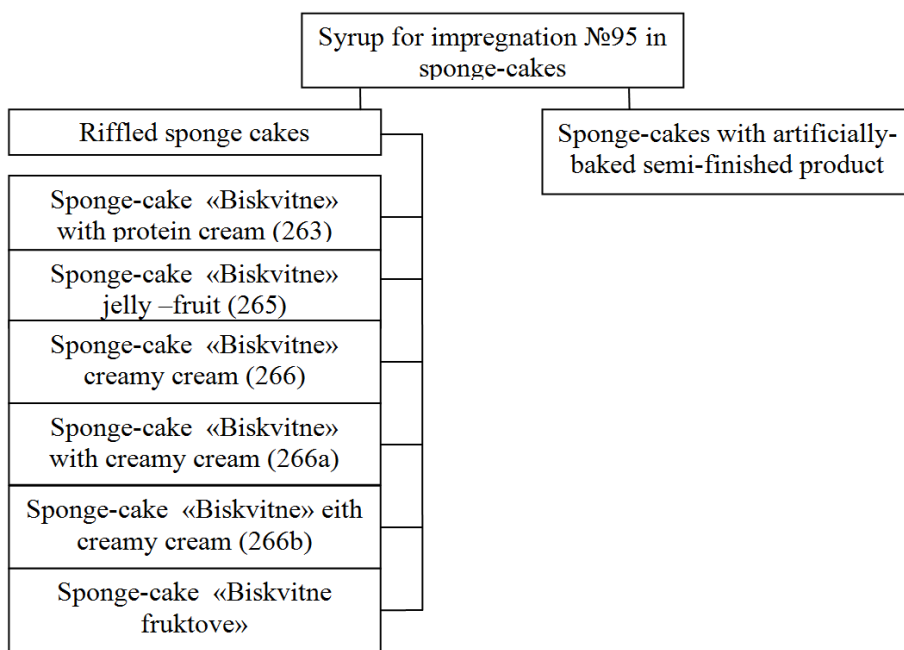 Syrup for impregnation №95 in
sponge-cakes
Riffled sponge cakes
Sponge-cakes with artificially-
baked semi-finished product
Sponge-cake «Biskvitne»
with protein cream (263)
Sponge-cake «Biskvitne»
jelly –fruit (265)
Sponge-cake «Biskvitne»
creamy cream (266)
Sponge-cake «Biskvitne»
with creamy cream (266a)
Sponge-cake «Biskvitne» eith
creamy cream (266b)
Sponge-cake «Biskvitne
fruktove»